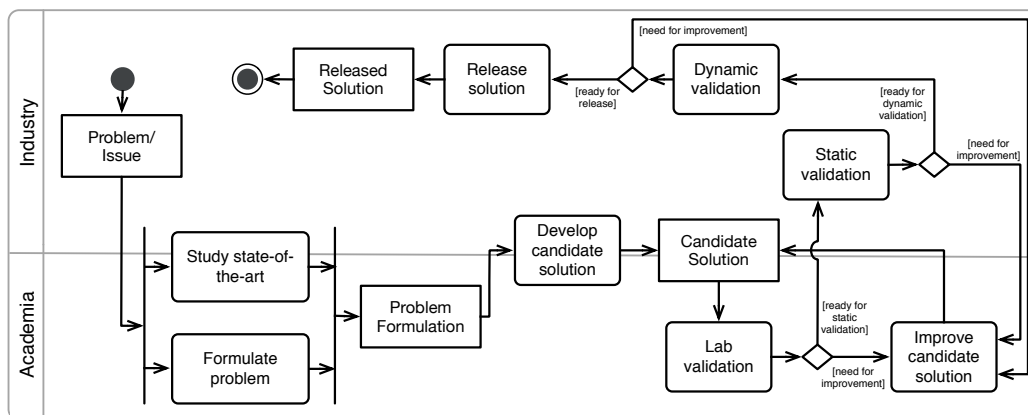 Industry
Academia
Problem/
Issue
Released
Solution
Release
solution
[ready for
release]
[need for improvement]
Dynamic
validation
[ready for
dynamic
validation]
Static
validation
[need for
improvement]
Study state-of-
the-art
Formulate
problem
Problem
Formulation
Develop
candidate
solution
Candidate
Solution
Lab
validation
[ready for
static
validation]
[need for
improvement]
Improve
candidate
solution